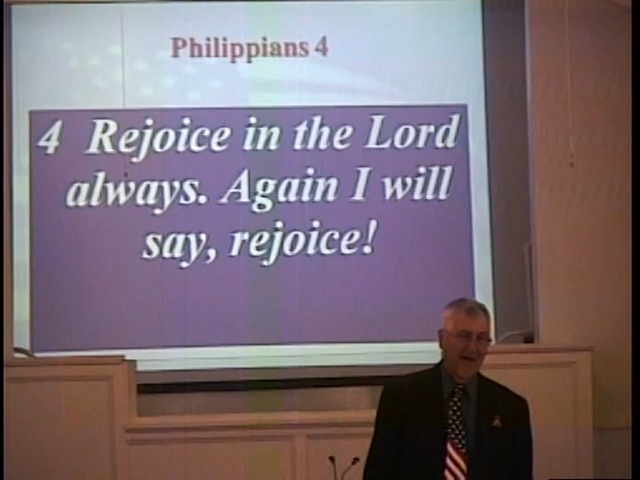 Philippians 4
4 Rejoice in the Lord
always. Again I will
say, rejoice!